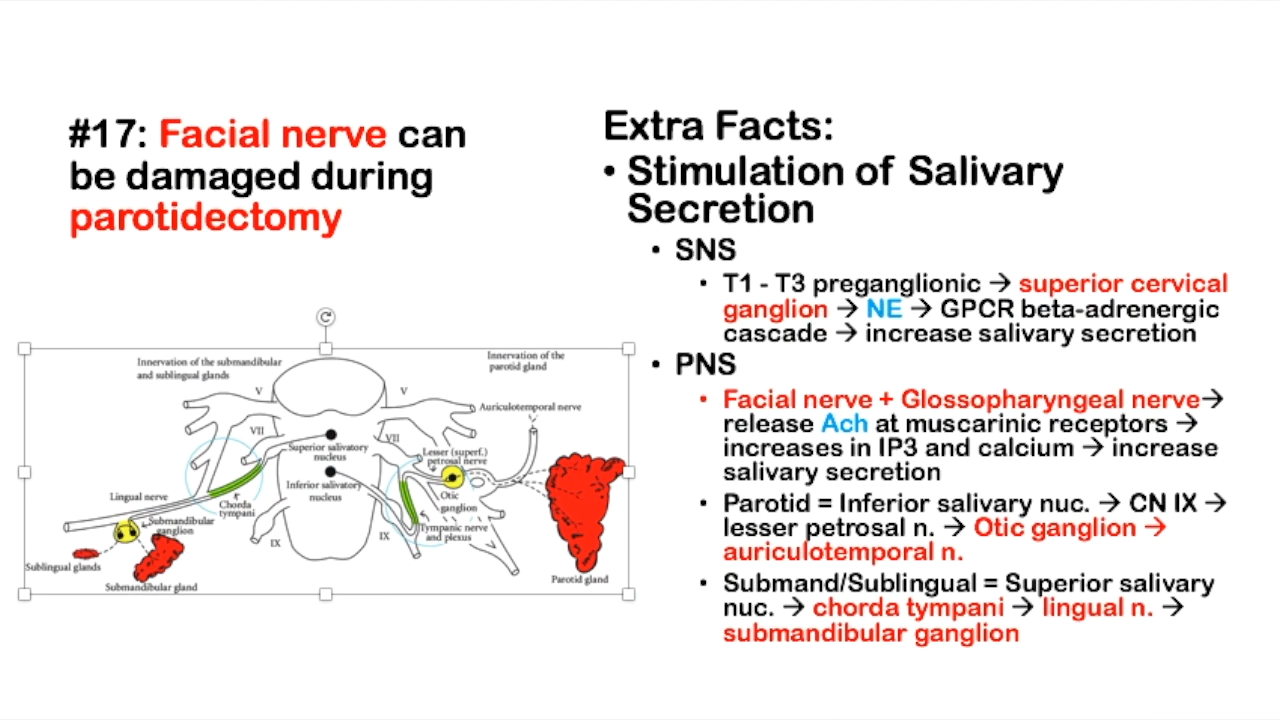 #17: Facial nerve can
be damaged during
parotidectomy
Innervation of the submandibular
and sublingual glands
Innervation of the
parotid gland
V
V
Auriculotemporal nerve
VII
VII
Superior salivatory
nucleus
Lesser (superf.)
petrosal nerve
Inferior salivatory
nucleus
Lingual nerve
Chorda
tympani
Otic
ganglion
Submandibular
ganglion
Tympanic nerve
and plexus
IX
IX
V
Sublingual glands
Submandibular gland
Parotid gland
Extra Facts:
• Stimulation of Salivary
Secretion
• SNS
• T1 - T3 preganglionic → superior cervical
ganglion → NE → GPCR beta-adrenergic
cascade → increase salivary secretion
• PNS
• Facial nerve + Glossopharyngeal nerve→
release Ach at muscarinic receptors →
increases in IP3 and calcium → increase
salivary secretion
• Parotid = Inferior salivary nuc. → CN IX →
lesser petrosal n. → Otic ganglion →
auriculotemporal n.
• Submand/Sublingual = Superior salivary
nuc. → chorda tympani → lingual n. →
submandibular ganglion